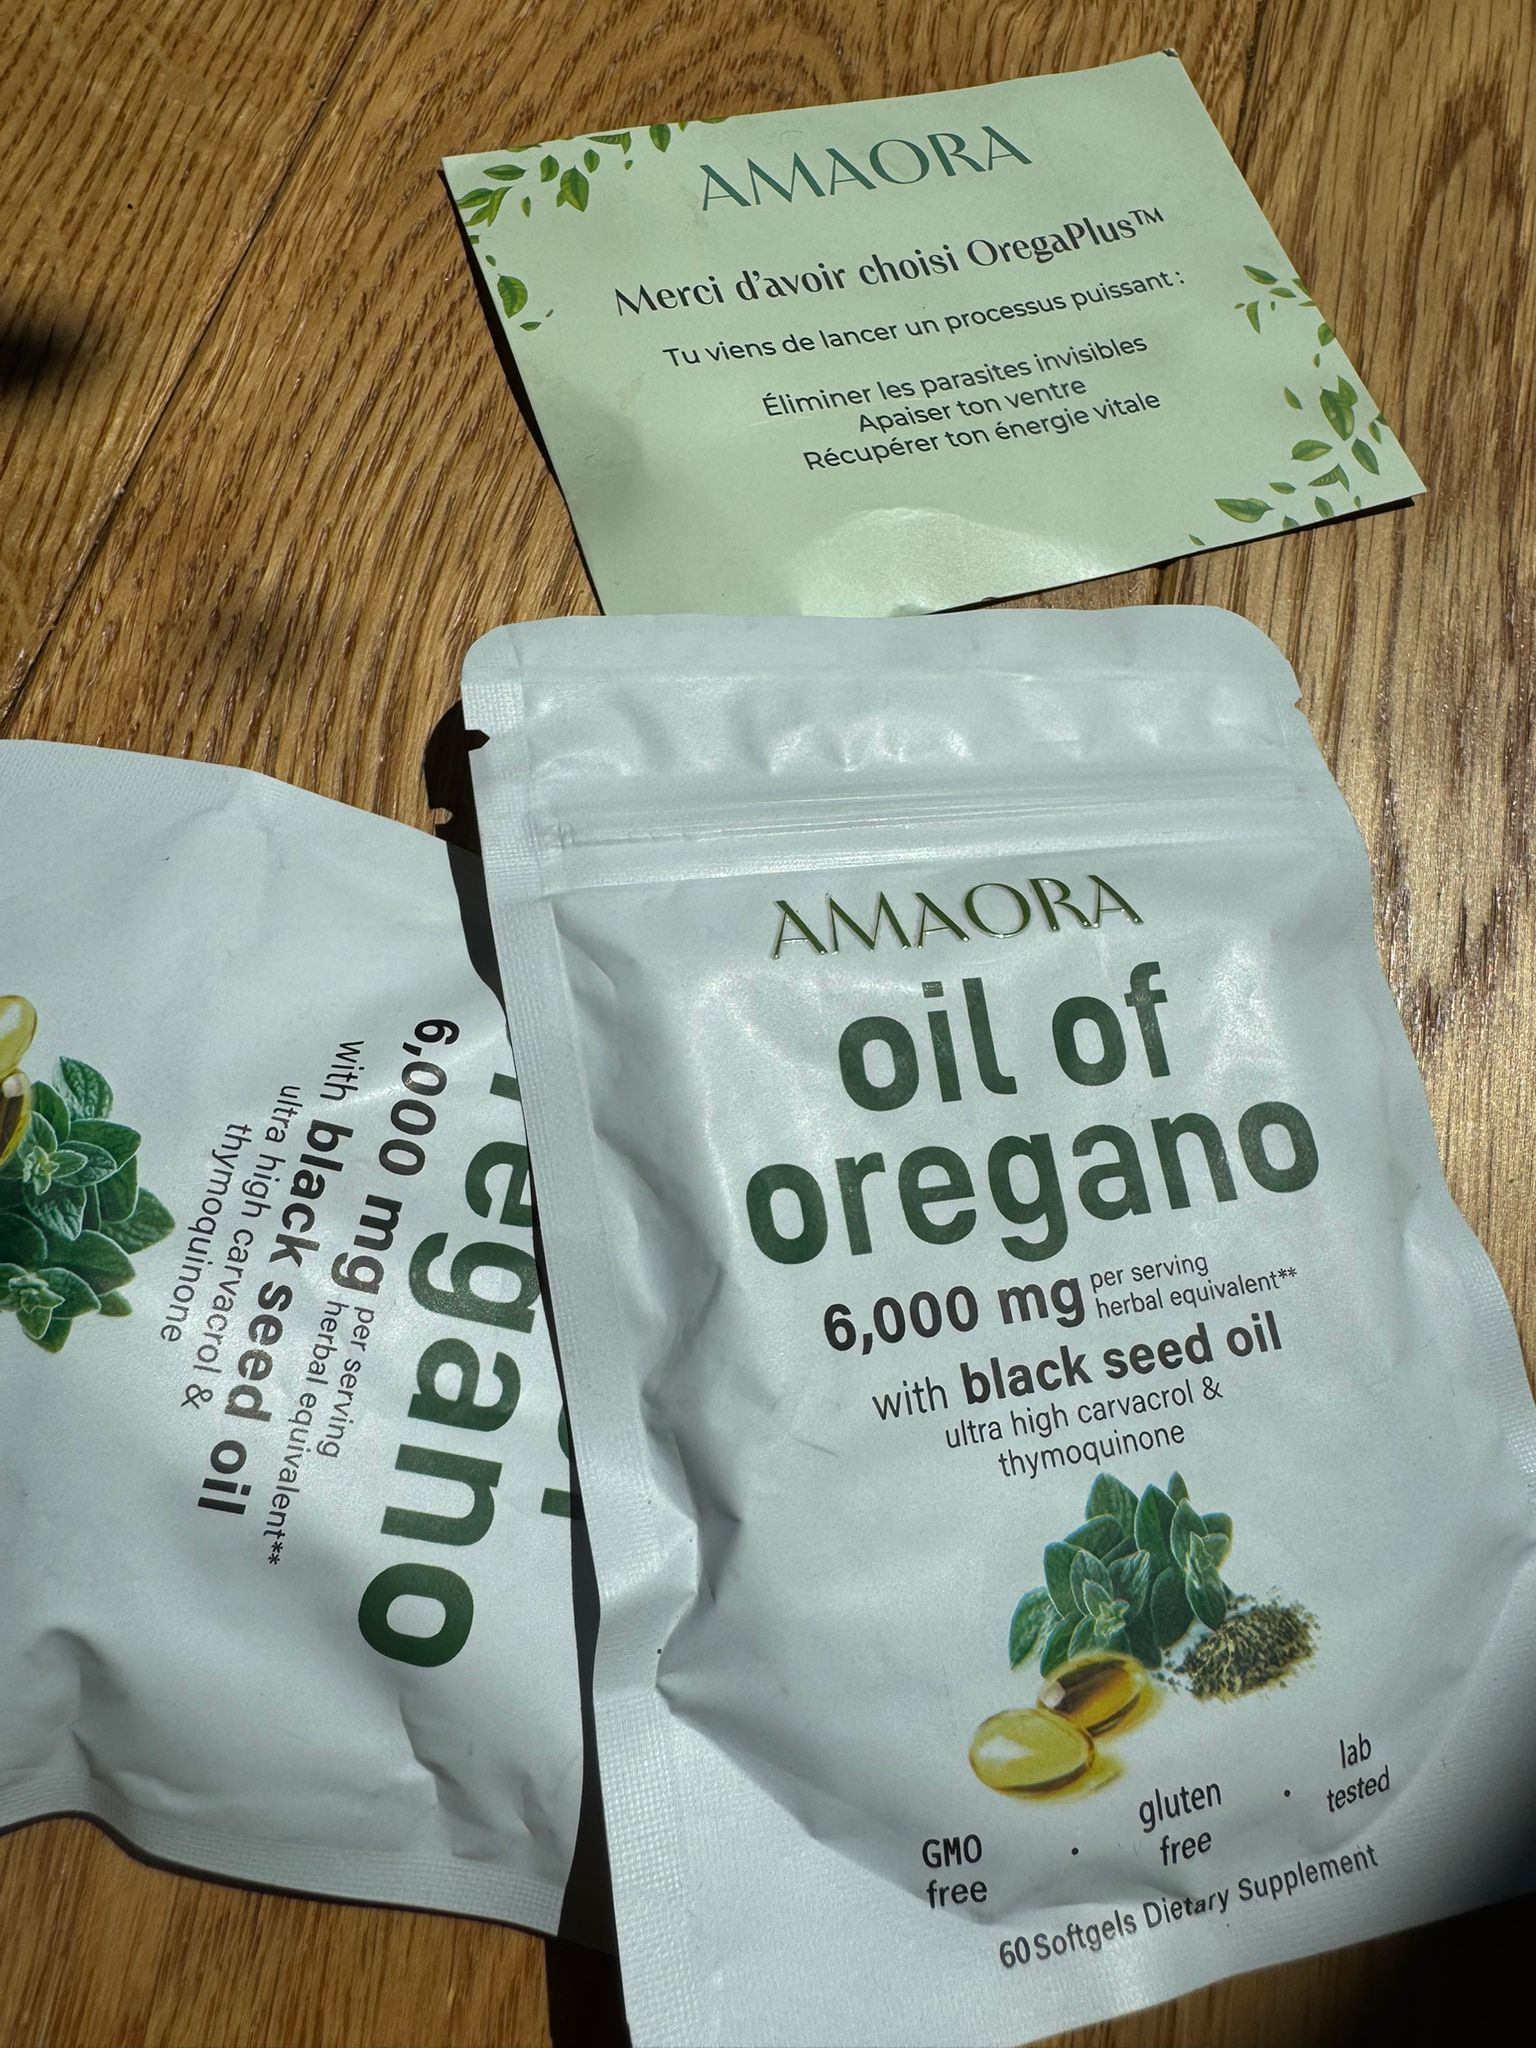 AMAORA
Merci d'avoir choisi OregaPlus™
Tu viens de lancer un processus puissant :
Éliminer les parasites invisibles
Apaiser ton ventre
Récupérer ton énergie vitale
AMAORA
oil of
oregano
6,000 mg per serving
herbal equivalent**
with black seed oil
ultra high carvacrol &
thymoquinone
GMO
free
·
gluten
free
·
lab
tested
60 Softgels Dietary Supplement
regano
6,000 mg per serving
herbal equivalent**
with black seed oil
ultra high carvacrol &
thymoquinone